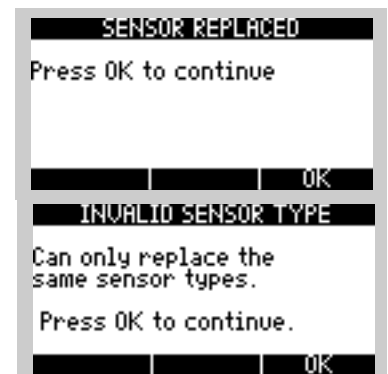 SENSOR REPLACED
Press OK to continue
OK
INVALID SENSOR TYPE
Can only replace the
same sensor types.
Press OK to continue.
OK